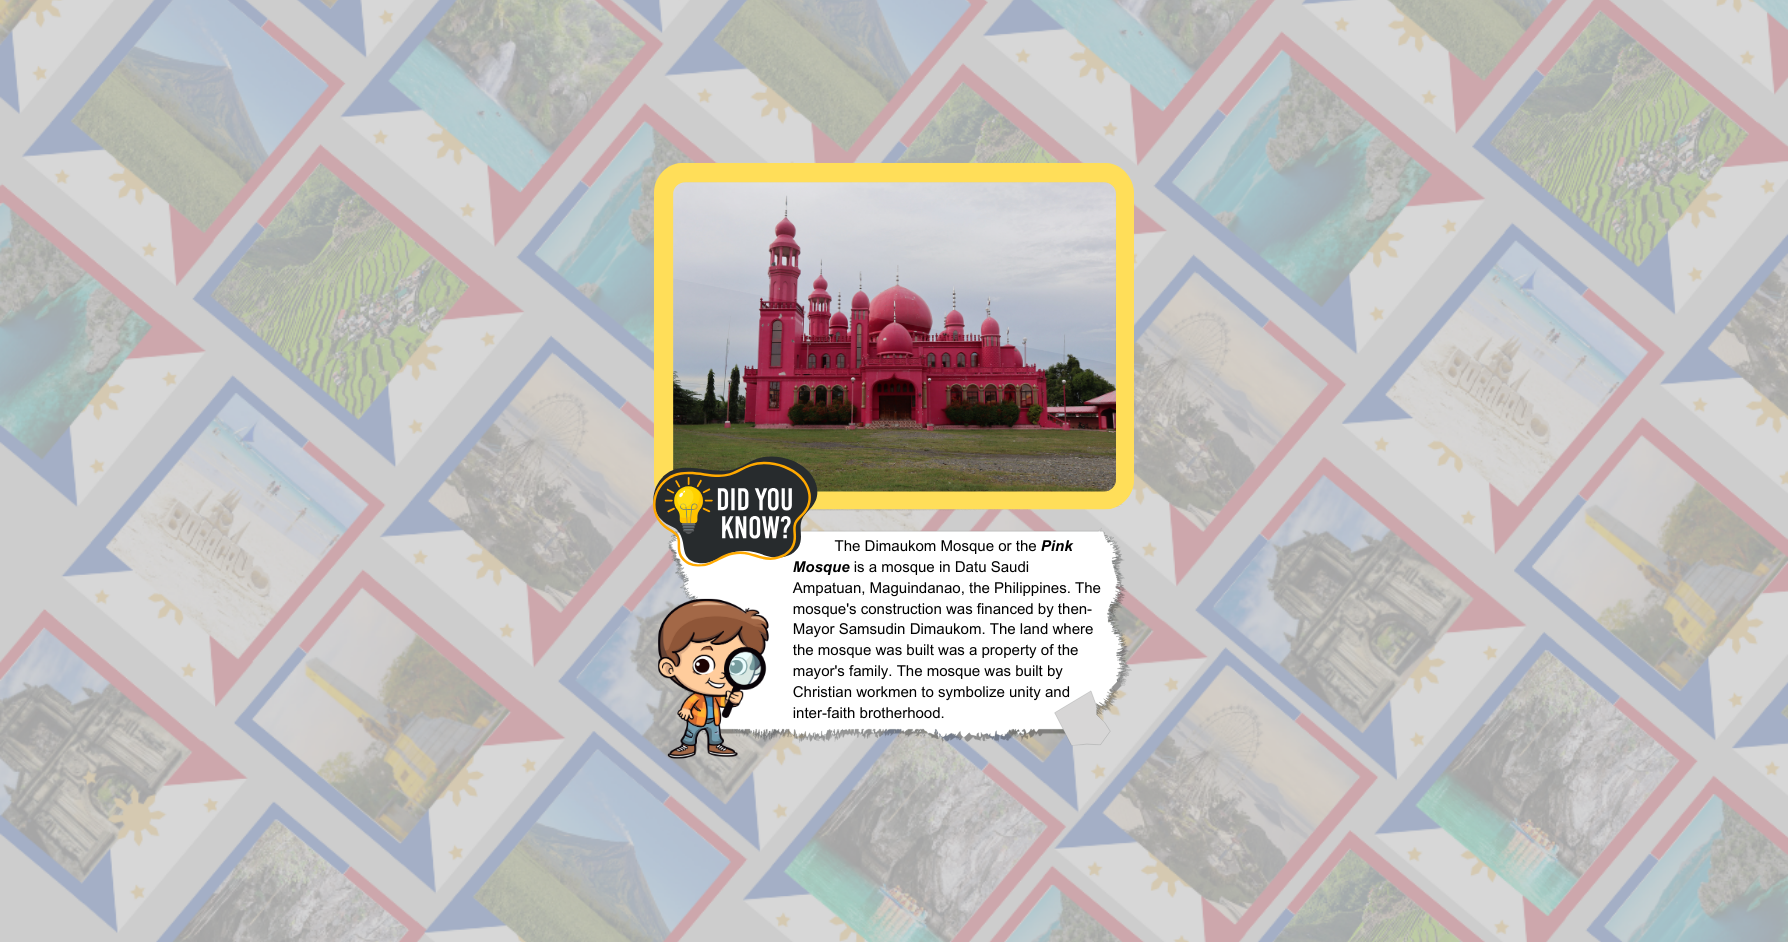 DID YOU
KNOW?
The Dimaukom Mosque or the Pink
Mosque is a mosque in Datu Saudi
Ampatuan, Maguindanao, the Philippines. The
mosque's construction was financed by then-
Mayor Samsudin Dimaukom. The land where
the mosque was built was a property of the
mayor's family. The mosque was built by
Christian workmen to symbolize unity and
inter-faith brotherhood.
BORACAY
BORACAY